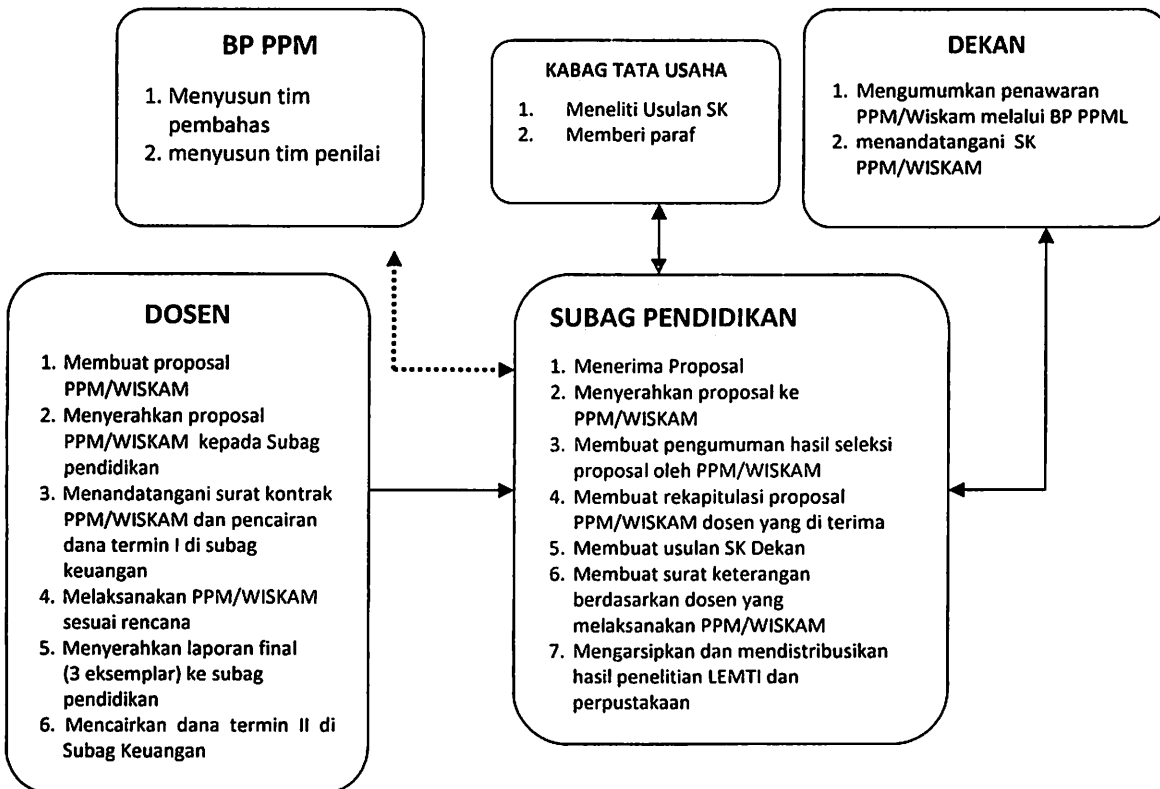 BP PPM
1. Menyusun tim
pembahas
2. menyusun tim penilai
KABAG TATA USAHA
1. Meneliti Usulan SK
2. Memberi paraf
DEKAN
1. Mengumumkan penawaran
PPM/Wiskam melalui BP PPML
2. menandatangani SK
PPM/WISKAM
DOSEN
1. Membuat proposal
PPM/WISKAM
2. Menyerahkan proposal
PPM/WISKAM kepada Subag
pendidikan
3. Menandatangani surat kontrak
PPM/WISKAM dan pencairan
dana termin I di subag
keuangan
4. Melaksanakan PPM/WISKAM
sesuai rencana
5. Menyerahkan laporan final
(3 eksemplar) ke subag
pendidikan
6. Mencairkan dana termin II di
Subag Keuangan
SUBAG PENDIDIKAN
1. Menerima Proposal
2. Menyerahkan proposal ke
PPM/WISKAM
3. Membuat pengumuman hasil seleksi
proposal oleh PPM/WISKAM
4. Membuat rekapitulasi proposal
PPM/WISKAM dosen yang di terima
5. Membuat usulan SK Dekan
6. Membuat surat keterangan
berdasarkan dosen yang
melaksanakan PPM/WISKAM
7. Mengarsipkan dan mendistribusikan
hasil penelitian LEMTI dan
perpustakaan